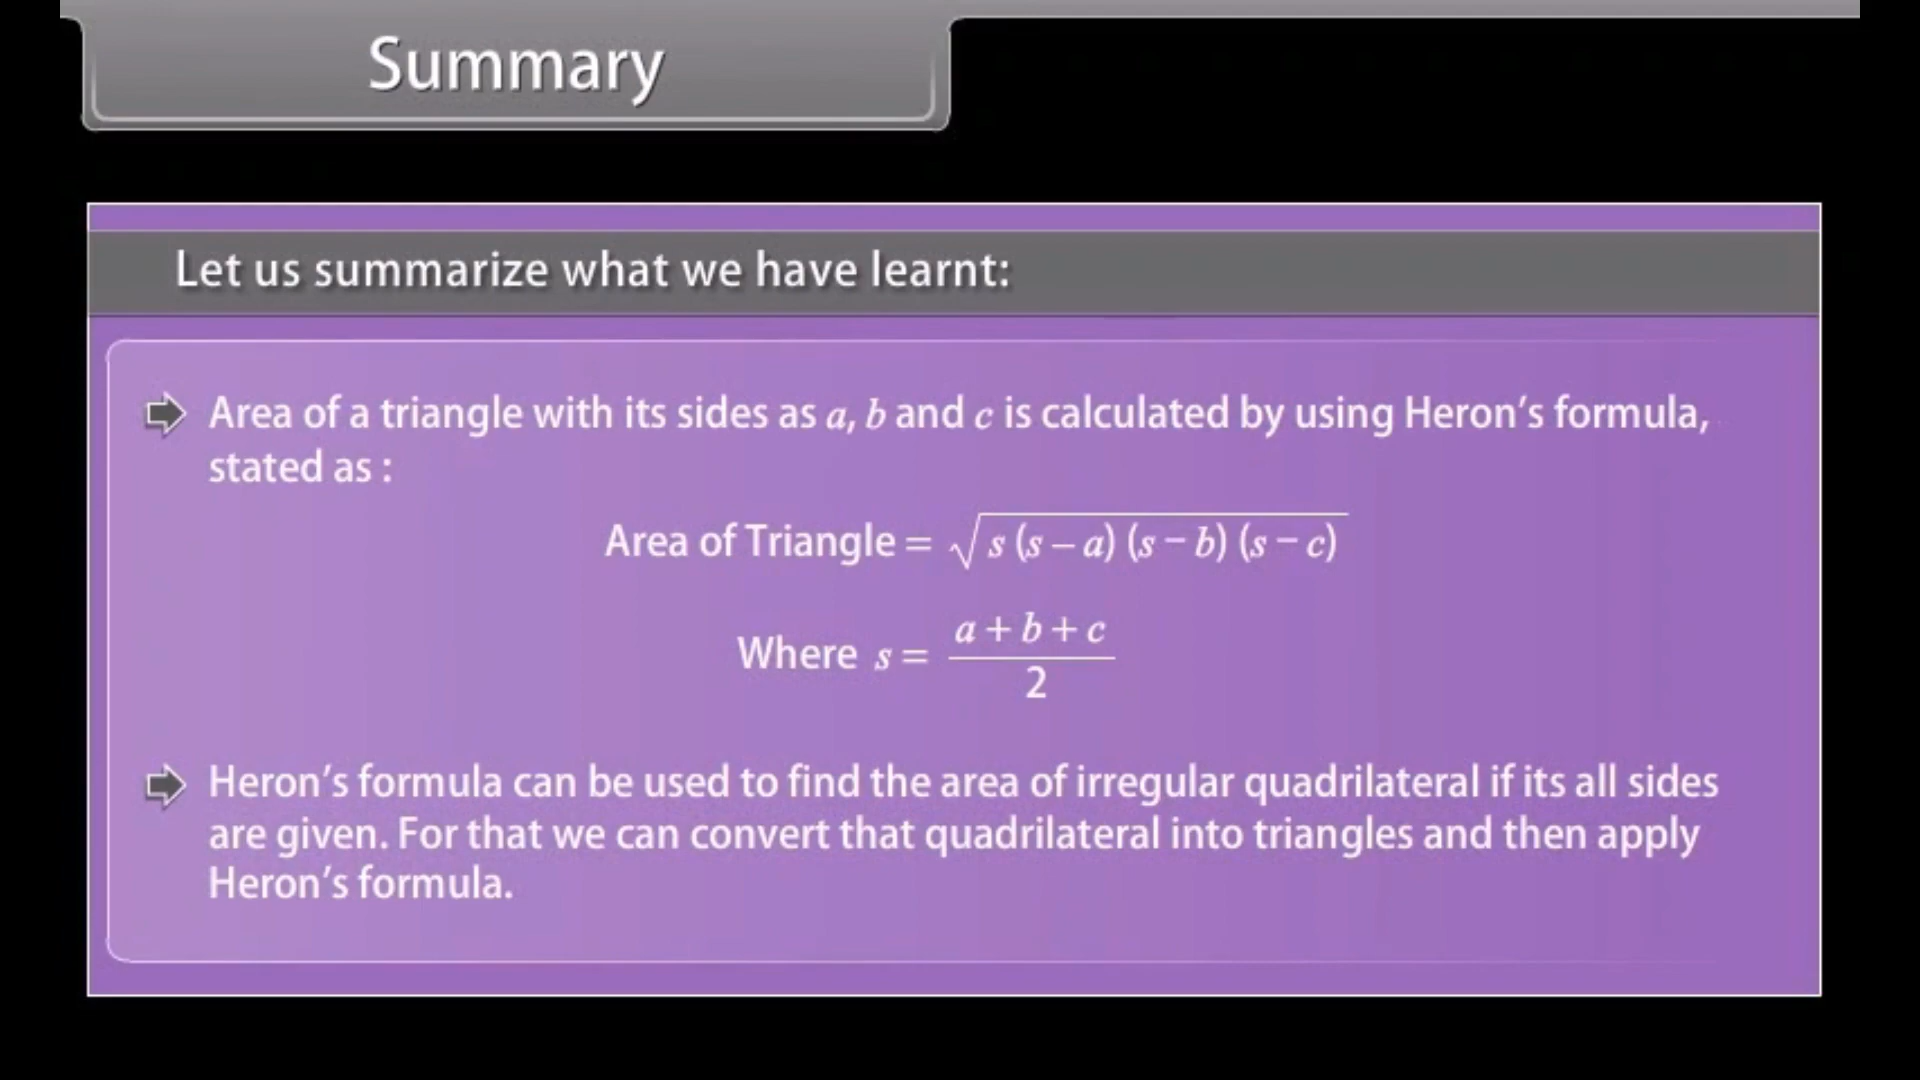 Summary
Let us summarize what we have learnt:
Area of a triangle with its sides as a, b and c is calculated by using Heron's formula,
stated as :
Area of Triangle = √s (s – a) (s – b) (s – c)
Where s = a + b + c / 2
Heron's formula can be used to find the area of irregular quadrilateral if its all sides
are given. For that we can convert that quadrilateral into triangles and then apply
Heron's formula.